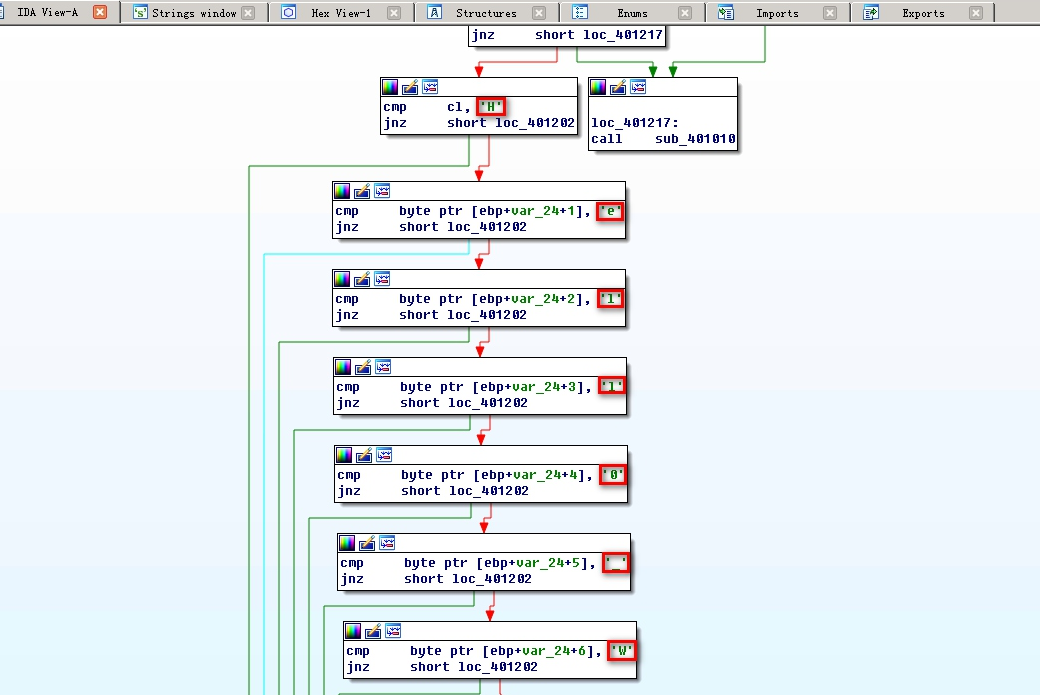 IDA View-A Strings window Hex View-1 Structures Enums Imports Exports
jnz short loc_401217
cmp cl, 'H'
jnz short loc_401202
loc_401217:
call sub_401010
cmp byte ptr [ebp+var_24+1], 'e'
jnz short loc_401202
cmp byte ptr [ebp+var_24+2], 'l'
jnz short loc_401202
cmp byte ptr [ebp+var_24+3], 'l'
jnz short loc_401202
cmp byte ptr [ebp+var_24+4], '0'
jnz short loc_401202
cmp byte ptr [ebp+var_24+5], '_'
jnz short loc_401202
cmp byte ptr [ebp+var_24+6], 'W'
jnz short loc_401202